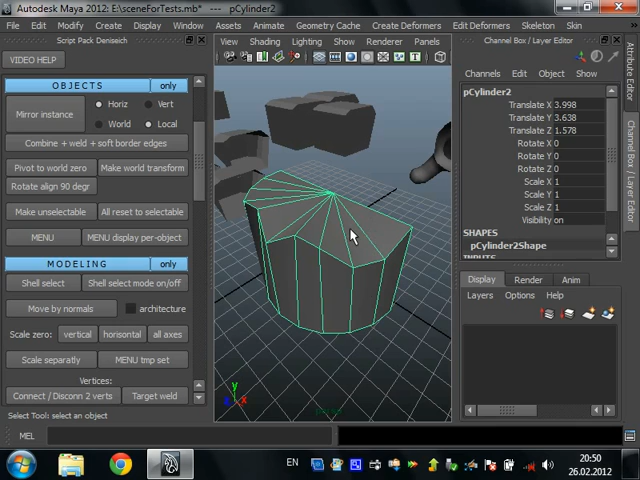 Autodesk Maya 2012: E:\sceneForTests.mb* --- pCylinder2
File Edit Modify Create Display Window Assets Animate Geometry Cache Create Deformers Edit Deformers Skeleton Skin
Script Pack Deniseich
VIDEO HELP
OBJECTS only
Mirror instance
Horiz Vert
World Local
Combine + weld + soft border edges
Pivot to world zero Make world transform
Rotate align 90 degr
Make unselectable All reset to selectable
MENU MENU display per-object
MODELING only
Shell select Shell select mode on/off
Move by normals architecture
Scale zero: vertical horisontal all axes
Scale separatly MENU tmp set
Vertices:
Connect / Disconn 2 verts Target weld
Select Tool: select an object
View Shading Lighting Show Renderer Panels
y
x
Channel Box / Layer Editor
Channels Edit Object Show
pCylinder2
Translate X 3.998
Translate Y 3.638
Translate Z 1.578
Rotate X 0
Rotate Y 0
Rotate Z 0
Scale X 1
Scale Y 1
Scale Z 1
Visibility on
SHAPES
pCylinder2Shape
INPUTS
Display Render Anim
Layers Options Help
Attribute Editor
Channel Box / Layer Editor
MEL
EN
20:50
26.02.2012